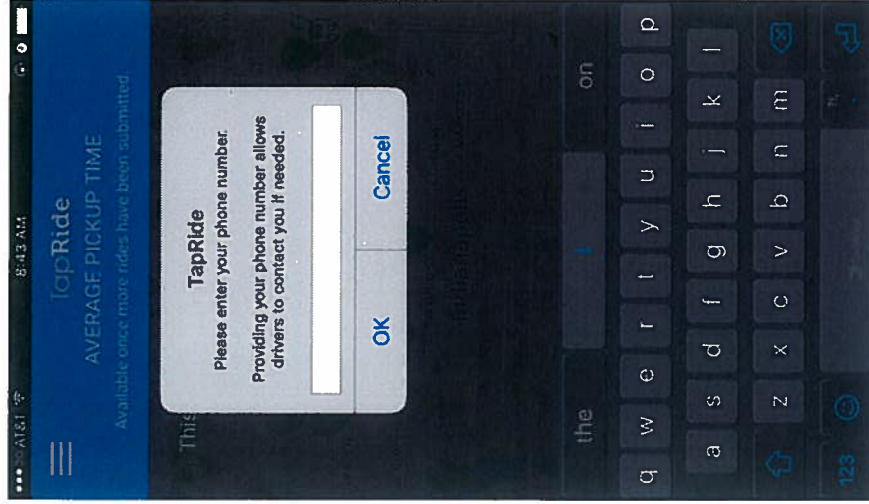 AT&T
8:43 AM
TapRide
AVERAGE PICKUP TIME
Available once more rides have been submitted.
This
TapRide
Please enter your phone number.
Providing your phone number allows
drivers to contact you if needed.
OK
Cancel
the
I
on
q w e r t y u i o p
a s d f g h j k l
z x c v b n m
123